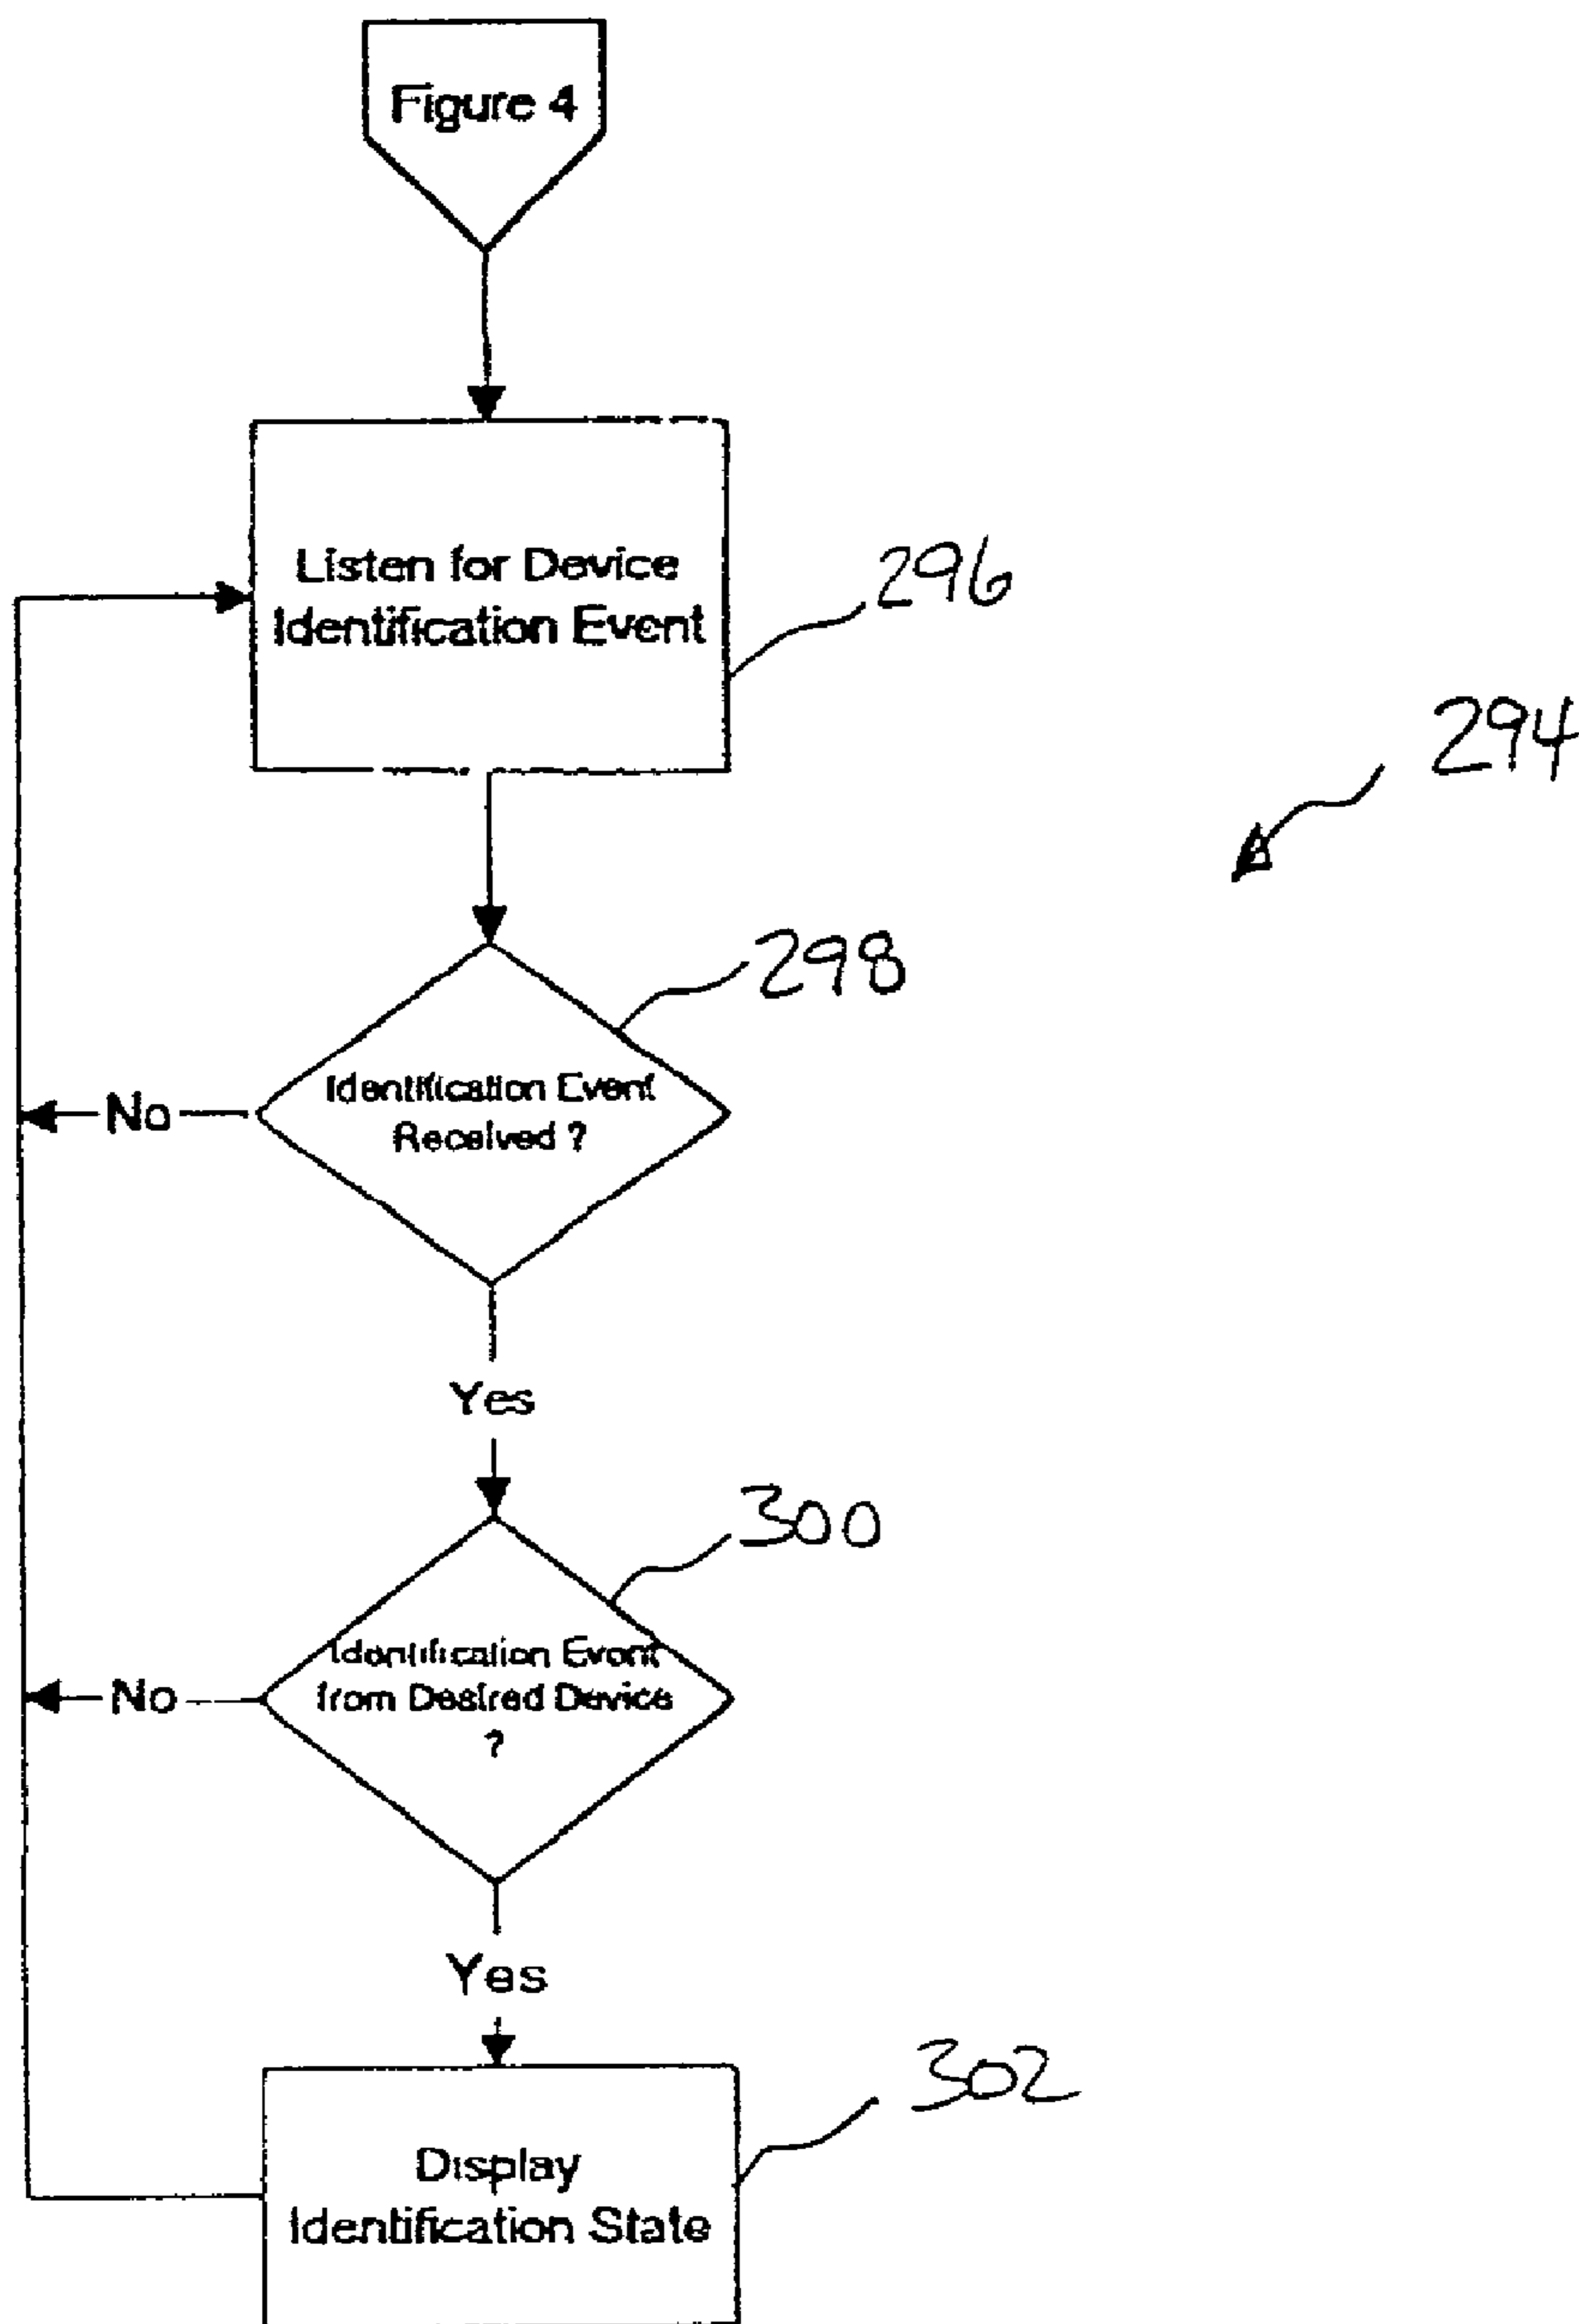 Figure 4
Listen for Device
Identification Event
296
294
298
Identification Event
Received ?
No
Yes
300
Identification Event
from Desired Device
?
No
Yes
302
Display
Identification State